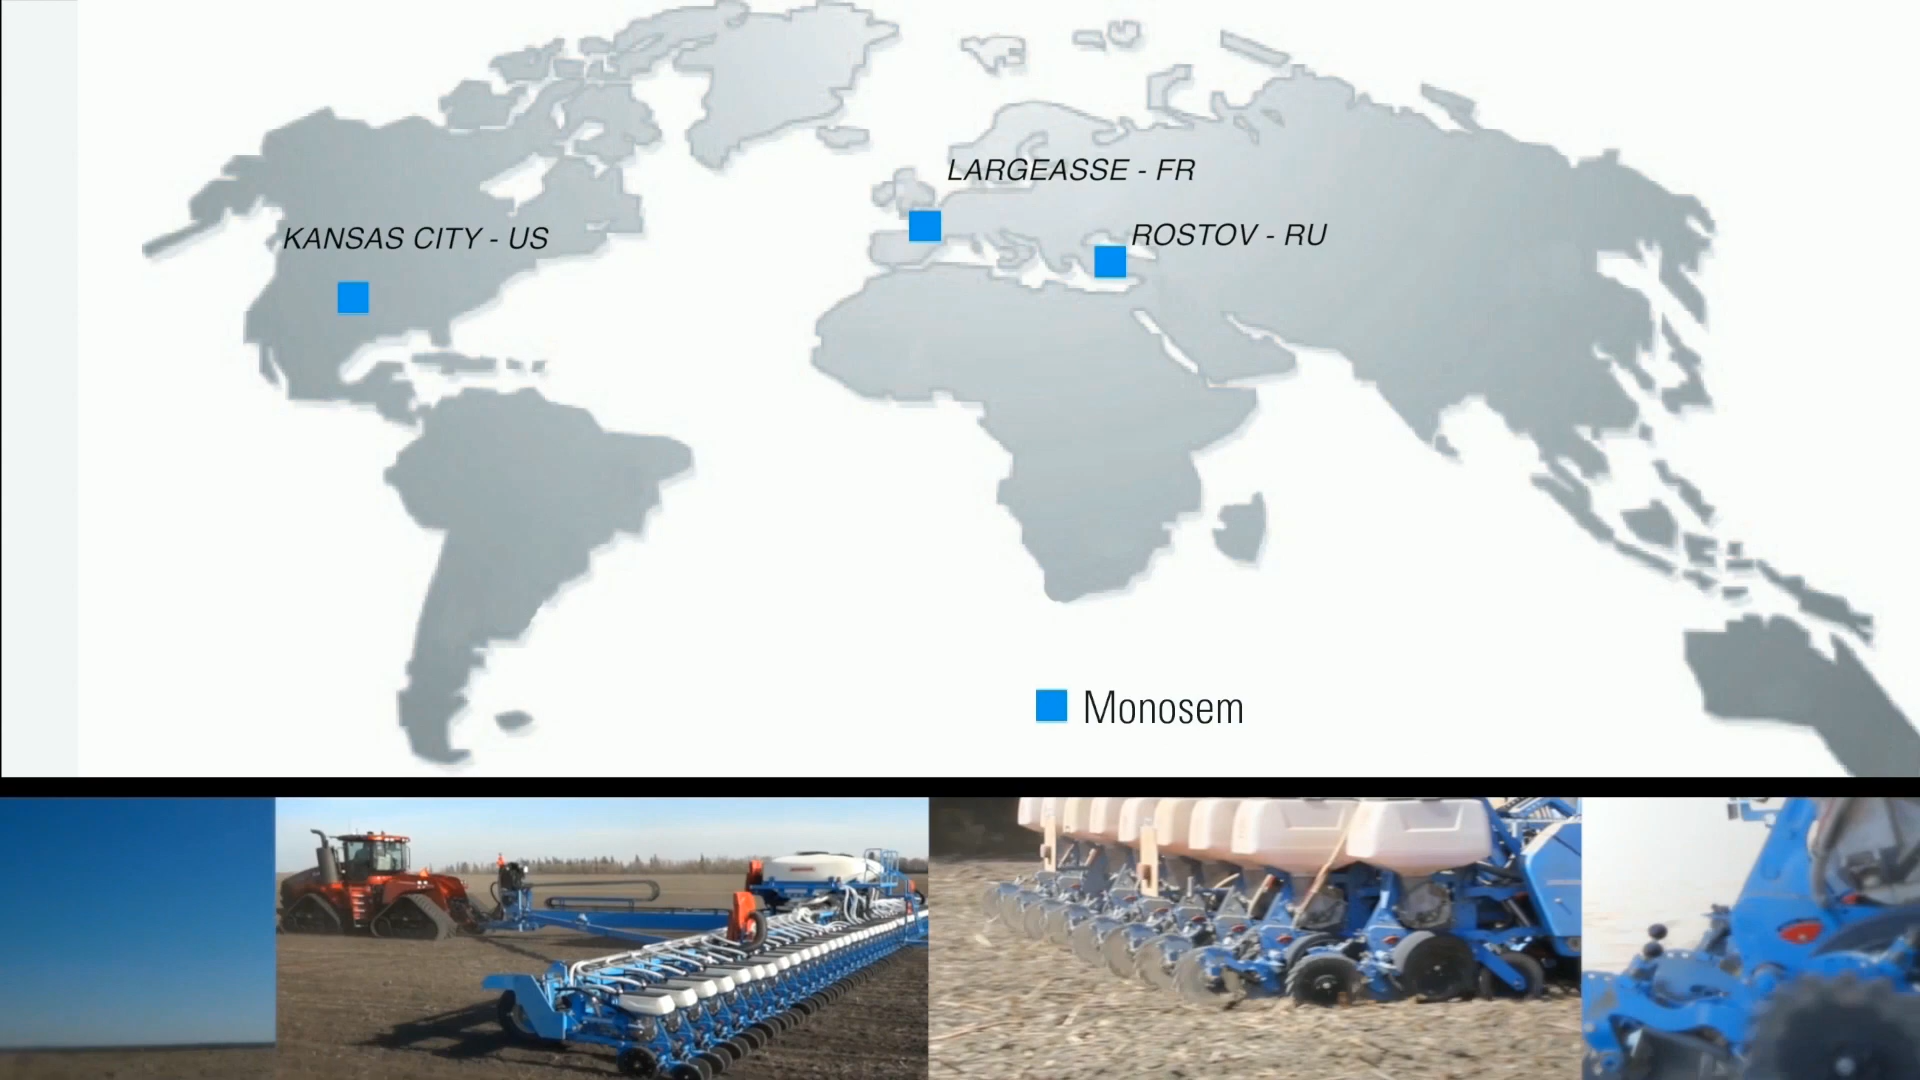 LARGEASSE - FR
KANSAS CITY - US
ROSTOV - RU
Monosem